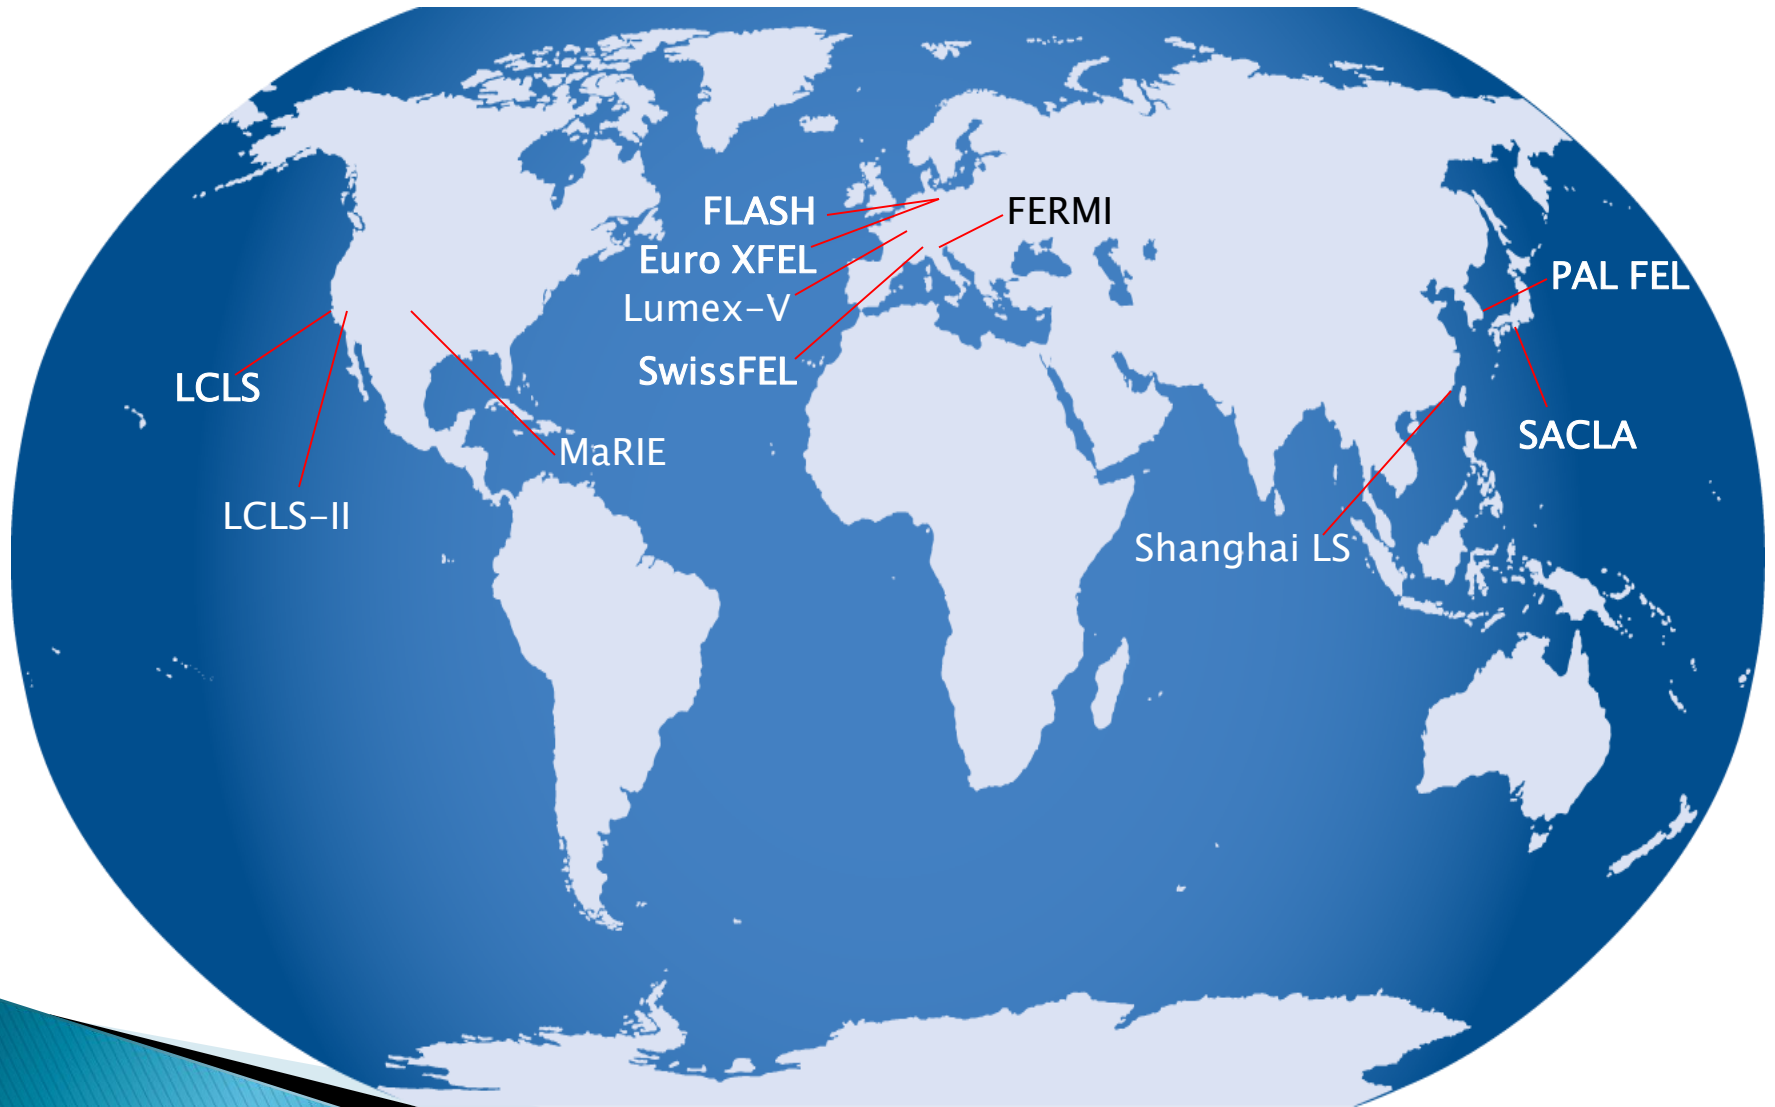 FLASH
FERMI
Euro XFEL
PAL FEL
Lumex-V
SwissFEL
LCLS
SACLA
MaRIE
LCLS-II
Shanghai LS